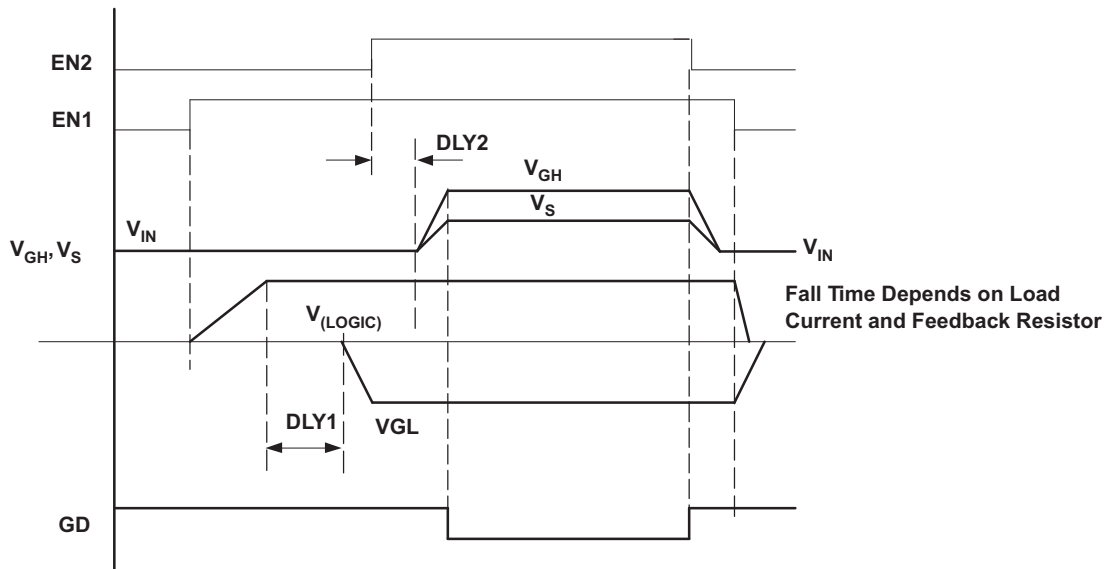 EN2
EN1
DLY2
V_GH
V_S
V_IN
V_GH, V_S
V_IN
Fall Time Depends on Load
Current and Feedback Resistor
V_(LOGIC)
DLY1
VGL
GD